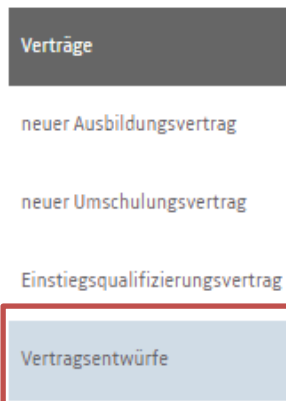 Verträge
neuer Ausbildungsvertrag
neuer Umschulungsvertrag
Einstiegsqualifizierungsvertrag
Vertragsentwürfe